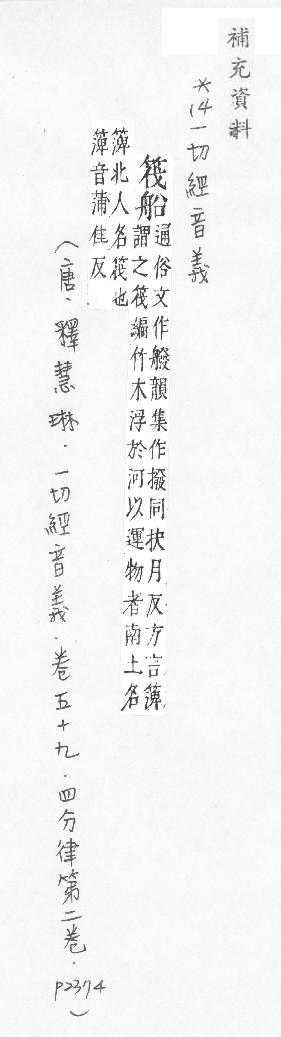 補充資料
*14一切經音義
筏船通俗文作𦪑韻集作撥同扶月反方言簰
謂之筏編竹木浮於河以運物者南土名
簰北人名筏也
簰音蒲佳反
(唐.釋慧琳.一切經音義.卷五十九.四分律第二卷.P2374)